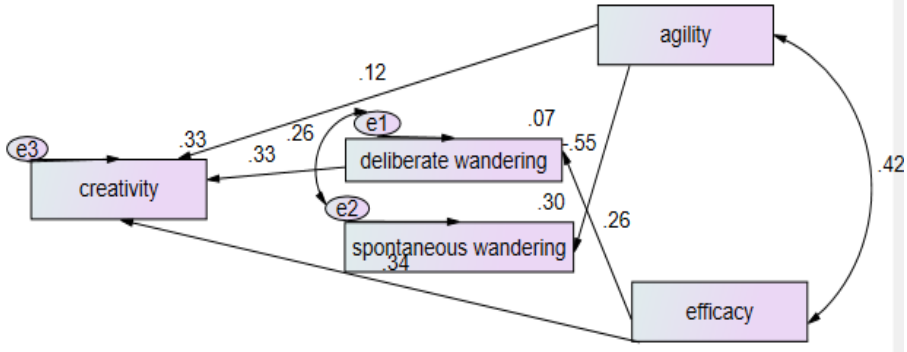 agility
.12
e1
.07
.33
.26
-.55
e3
.33
deliberate wandering
.42
creativity
e2
.30
.26
spontaneous wandering
.34
efficacy